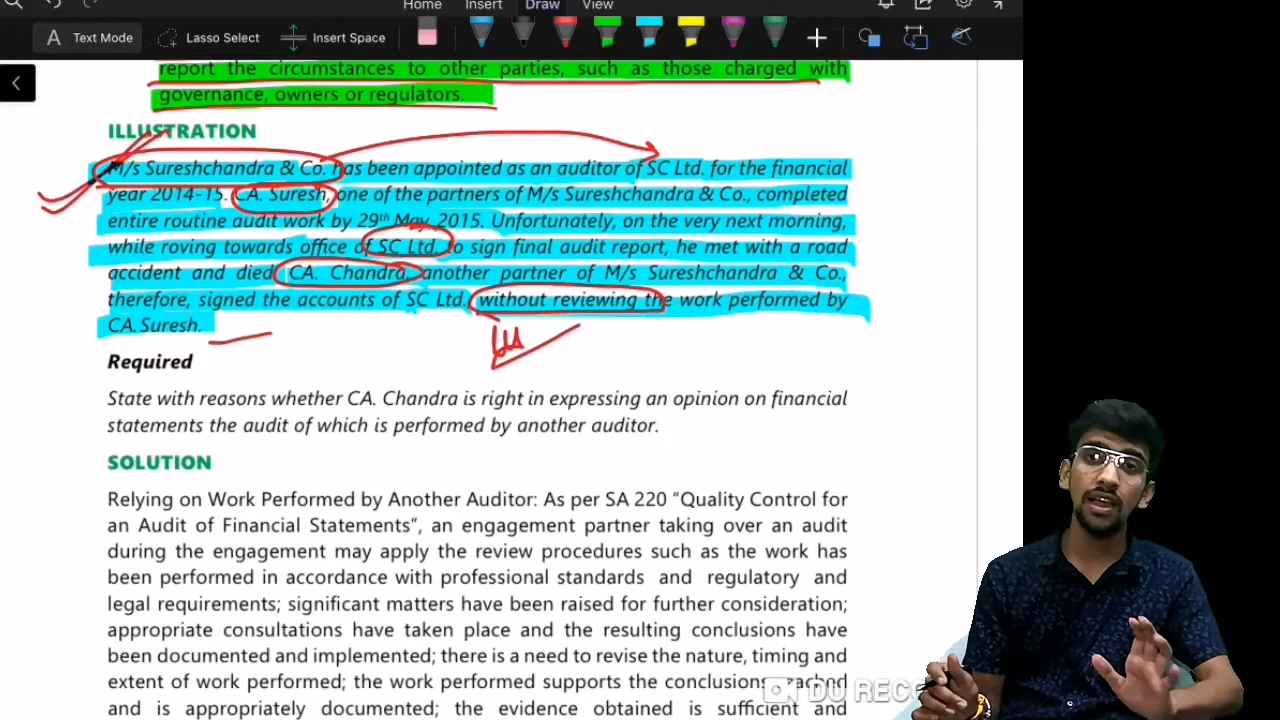 Home Insert Draw View
A Text Mode Lasso Select Insert Space
report the circumstances to other parties, such as those charged with
governance, owners or regulators.
ILLUSTRATION
M/s Sureshchandra & Co. has been appointed as an auditor of SC Ltd. for the financial
year 2014-15. CA. Suresh, one of the partners of M/s Sureshchandra & Co., completed
entire routine audit work by 29th May, 2015. Unfortunately, on the very next morning,
while roving towards office of SC Ltd. to sign final audit report, he met with a road
accident and died. CA. Chandra, another partner of M/s Sureshchandra & Co.,
therefore, signed the accounts of SC Ltd. without reviewing the work performed by
CA. Suresh.
Required
State with reasons whether CA. Chandra is right in expressing an opinion on financial
statements the audit of which is performed by another auditor.
SOLUTION
Relying on Work Performed by Another Auditor: As per SA 220 “Quality Control for
an Audit of Financial Statements”, an engagement partner taking over an audit
during the engagement may apply the review procedures such as the work has
been performed in accordance with professional standards and regulatory and
legal requirements; significant matters have been raised for further consideration;
appropriate consultations have taken place and the resulting conclusions have
been documented and implemented; there is a need to revise the nature, timing and
extent of work performed; the work performed supports the conclusions reached
and is appropriately documented; the evidence obtained is sufficient and
DU REC